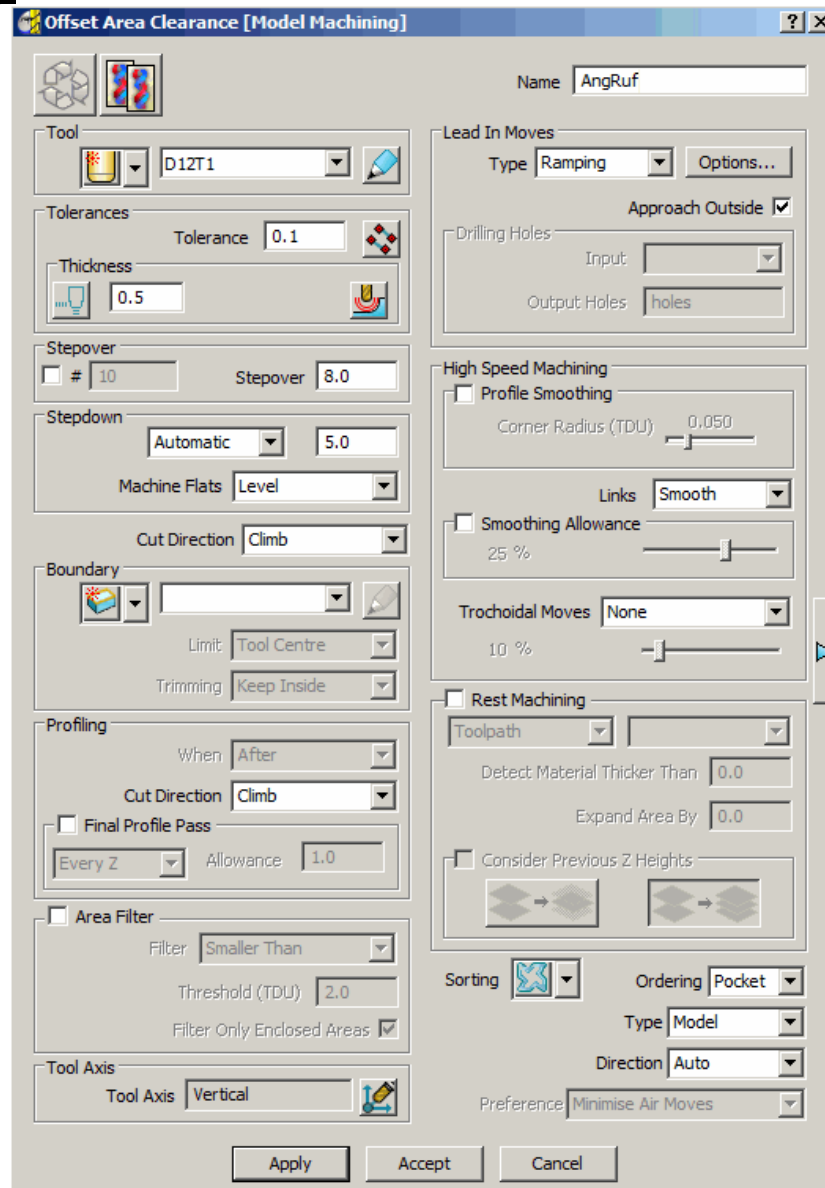 Offset Area Clearance [Model Machining]
Name AngRuf
Tool
D12T1
Tolerances
Tolerance 0.1
Thickness
0.5
Stepover
# 10 Stepover 8.0
Stepdown
Automatic 5.0
Machine Flats Level
Cut Direction Climb
Boundary
Limit Tool Centre
Trimming Keep Inside
Profiling
When After
Cut Direction Climb
Final Profile Pass
Every Z Allowance 1.0
Area Filter
Filter Smaller Than
Threshold (TDU) 2.0
Filter Only Enclosed Areas
Tool Axis
Tool Axis Vertical
Lead In Moves
Type Ramping Options...
Approach Outside
Drilling Holes
Input
Output Holes holes
High Speed Machining
Profile Smoothing
Corner Radius (TDU) 0.050
Links Smooth
Smoothing Allowance
25 %
Trochoidal Moves None
10 %
Rest Machining
Toolpath
Detect Material Thicker Than 0.0
Expand Area By 0.0
Consider Previous Z Heights
Sorting Ordering Pocket
Type Model
Direction Auto
Preference Minimise Air Moves
Apply Accept Cancel